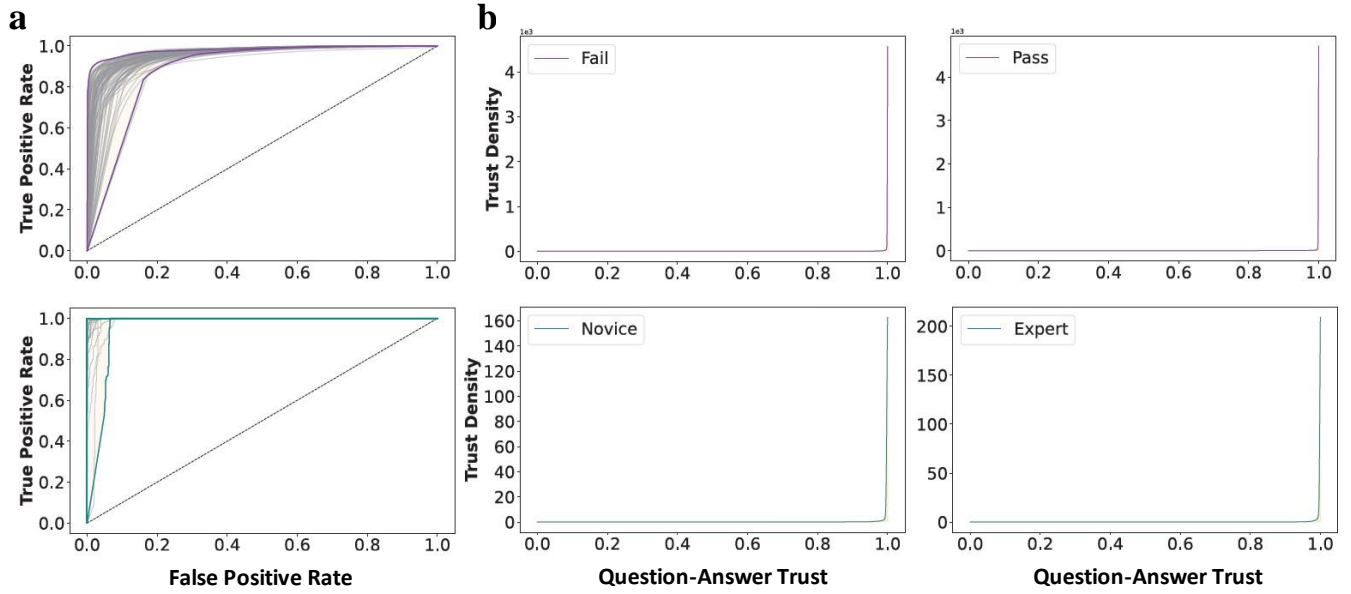 a
b
1.0
0.8
0.6
0.4
0.2
0.0
True Positive Rate
0.0 0.2 0.4 0.6 0.8 1.0
1e3
Fail
4
3
2
1
0
Trust Density
0.0 0.2 0.4 0.6 0.8 1.0
1e3
Pass
4
3
2
1
0
0.0 0.2 0.4 0.6 0.8 1.0
1.0
0.8
0.6
0.4
0.2
0.0
True Positive Rate
0.0 0.2 0.4 0.6 0.8 1.0
False Positive Rate
Novice
160
140
120
100
80
60
40
20
0
Trust Density
0.0 0.2 0.4 0.6 0.8 1.0
Question-Answer Trust
Expert
200
150
100
50
0
0.0 0.2 0.4 0.6 0.8 1.0
Question-Answer Trust